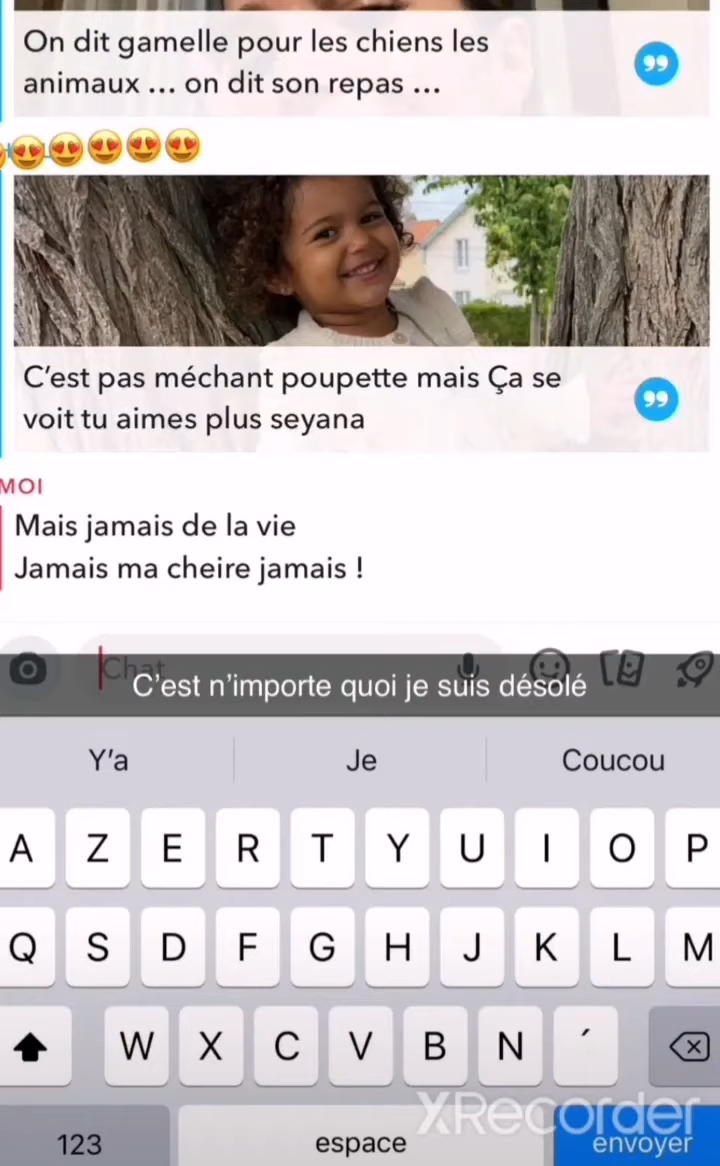 On dit gamelle pour les chiens les
animaux ... on dit son repas ...
C'est pas méchant poupette mais Ça se
voit tu aimes plus seyana
MOI
Mais jamais de la vie
Jamais ma cheire jamais !
Chat
C'est n'importe quoi je suis désolé
Y'a Je Coucou
A Z E R T Y U I O P
Q S D F G H J K L M
W X C V B N ´
XRecorder
123 espace envoyer